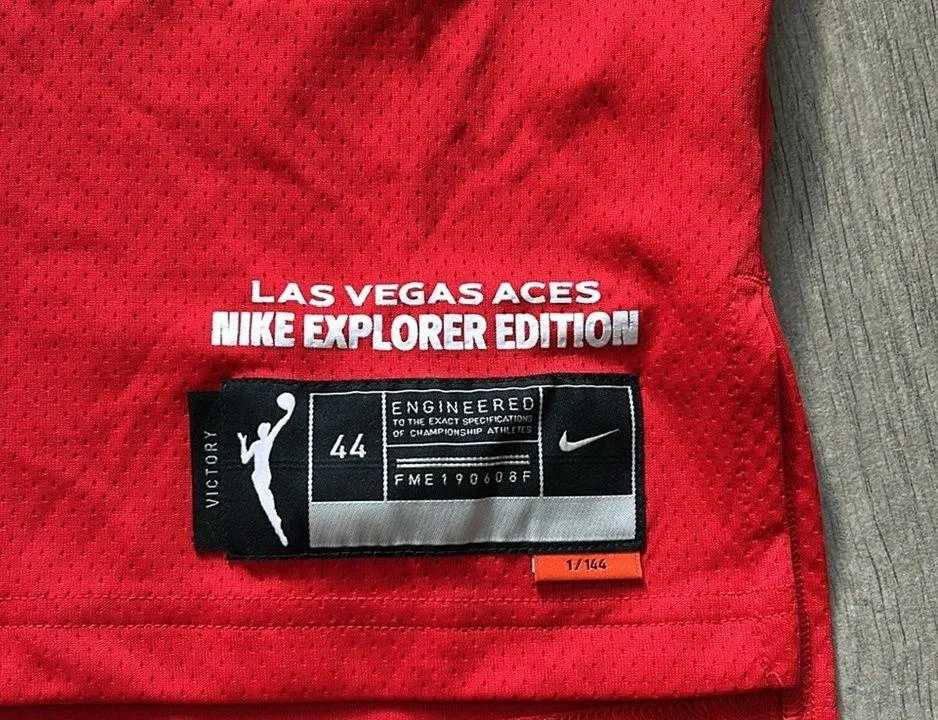 LAS VEGAS ACES
NIKE EXPLORER EDITION
VICTORY
44
ENGINEERED
TO THE EXACT SPECIFICATIONS
OF CHAMPIONSHIP ATHLETES
FME190608F
1/144